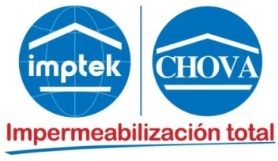 imptek
CHOVA
Impermeabilización total